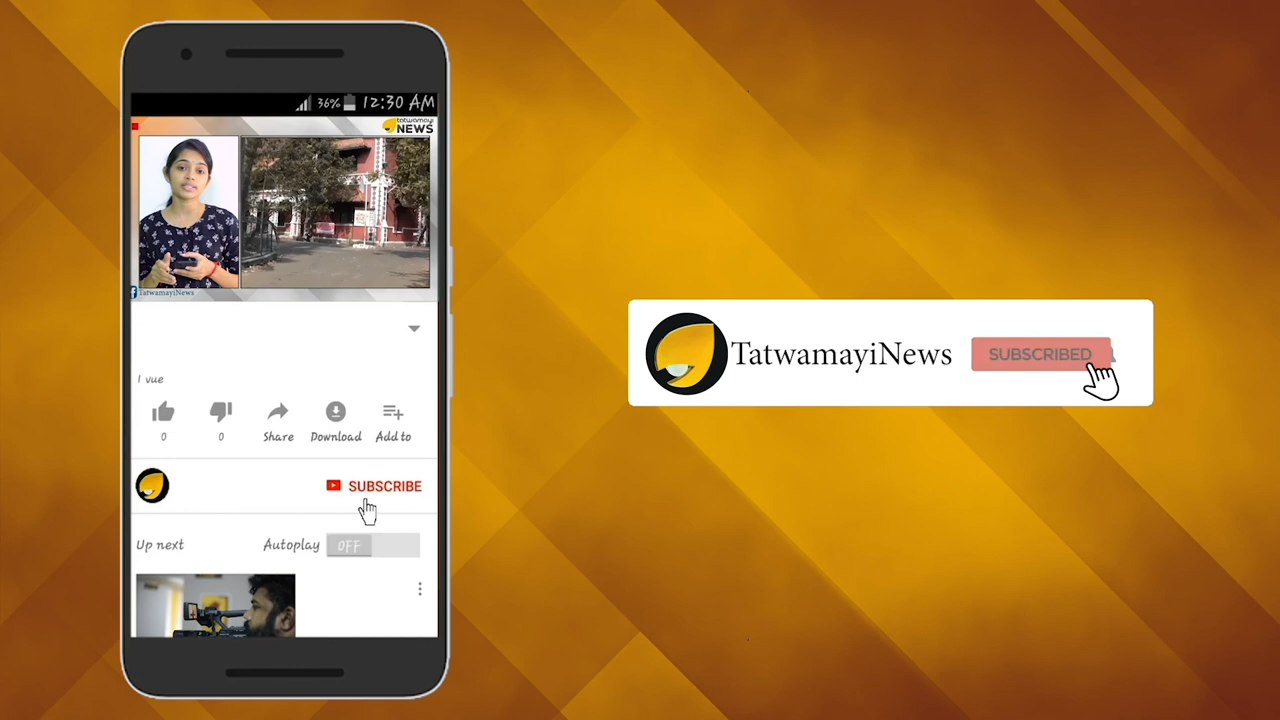 36%
12:30 AM
tatwamayi
NEWS
TatwamayiNews
1 vue
0
0
Share
Download
Add to
SUBSCRIBE
Up next
Autoplay
OFF
TatwamayiNews
SUBSCRIBED